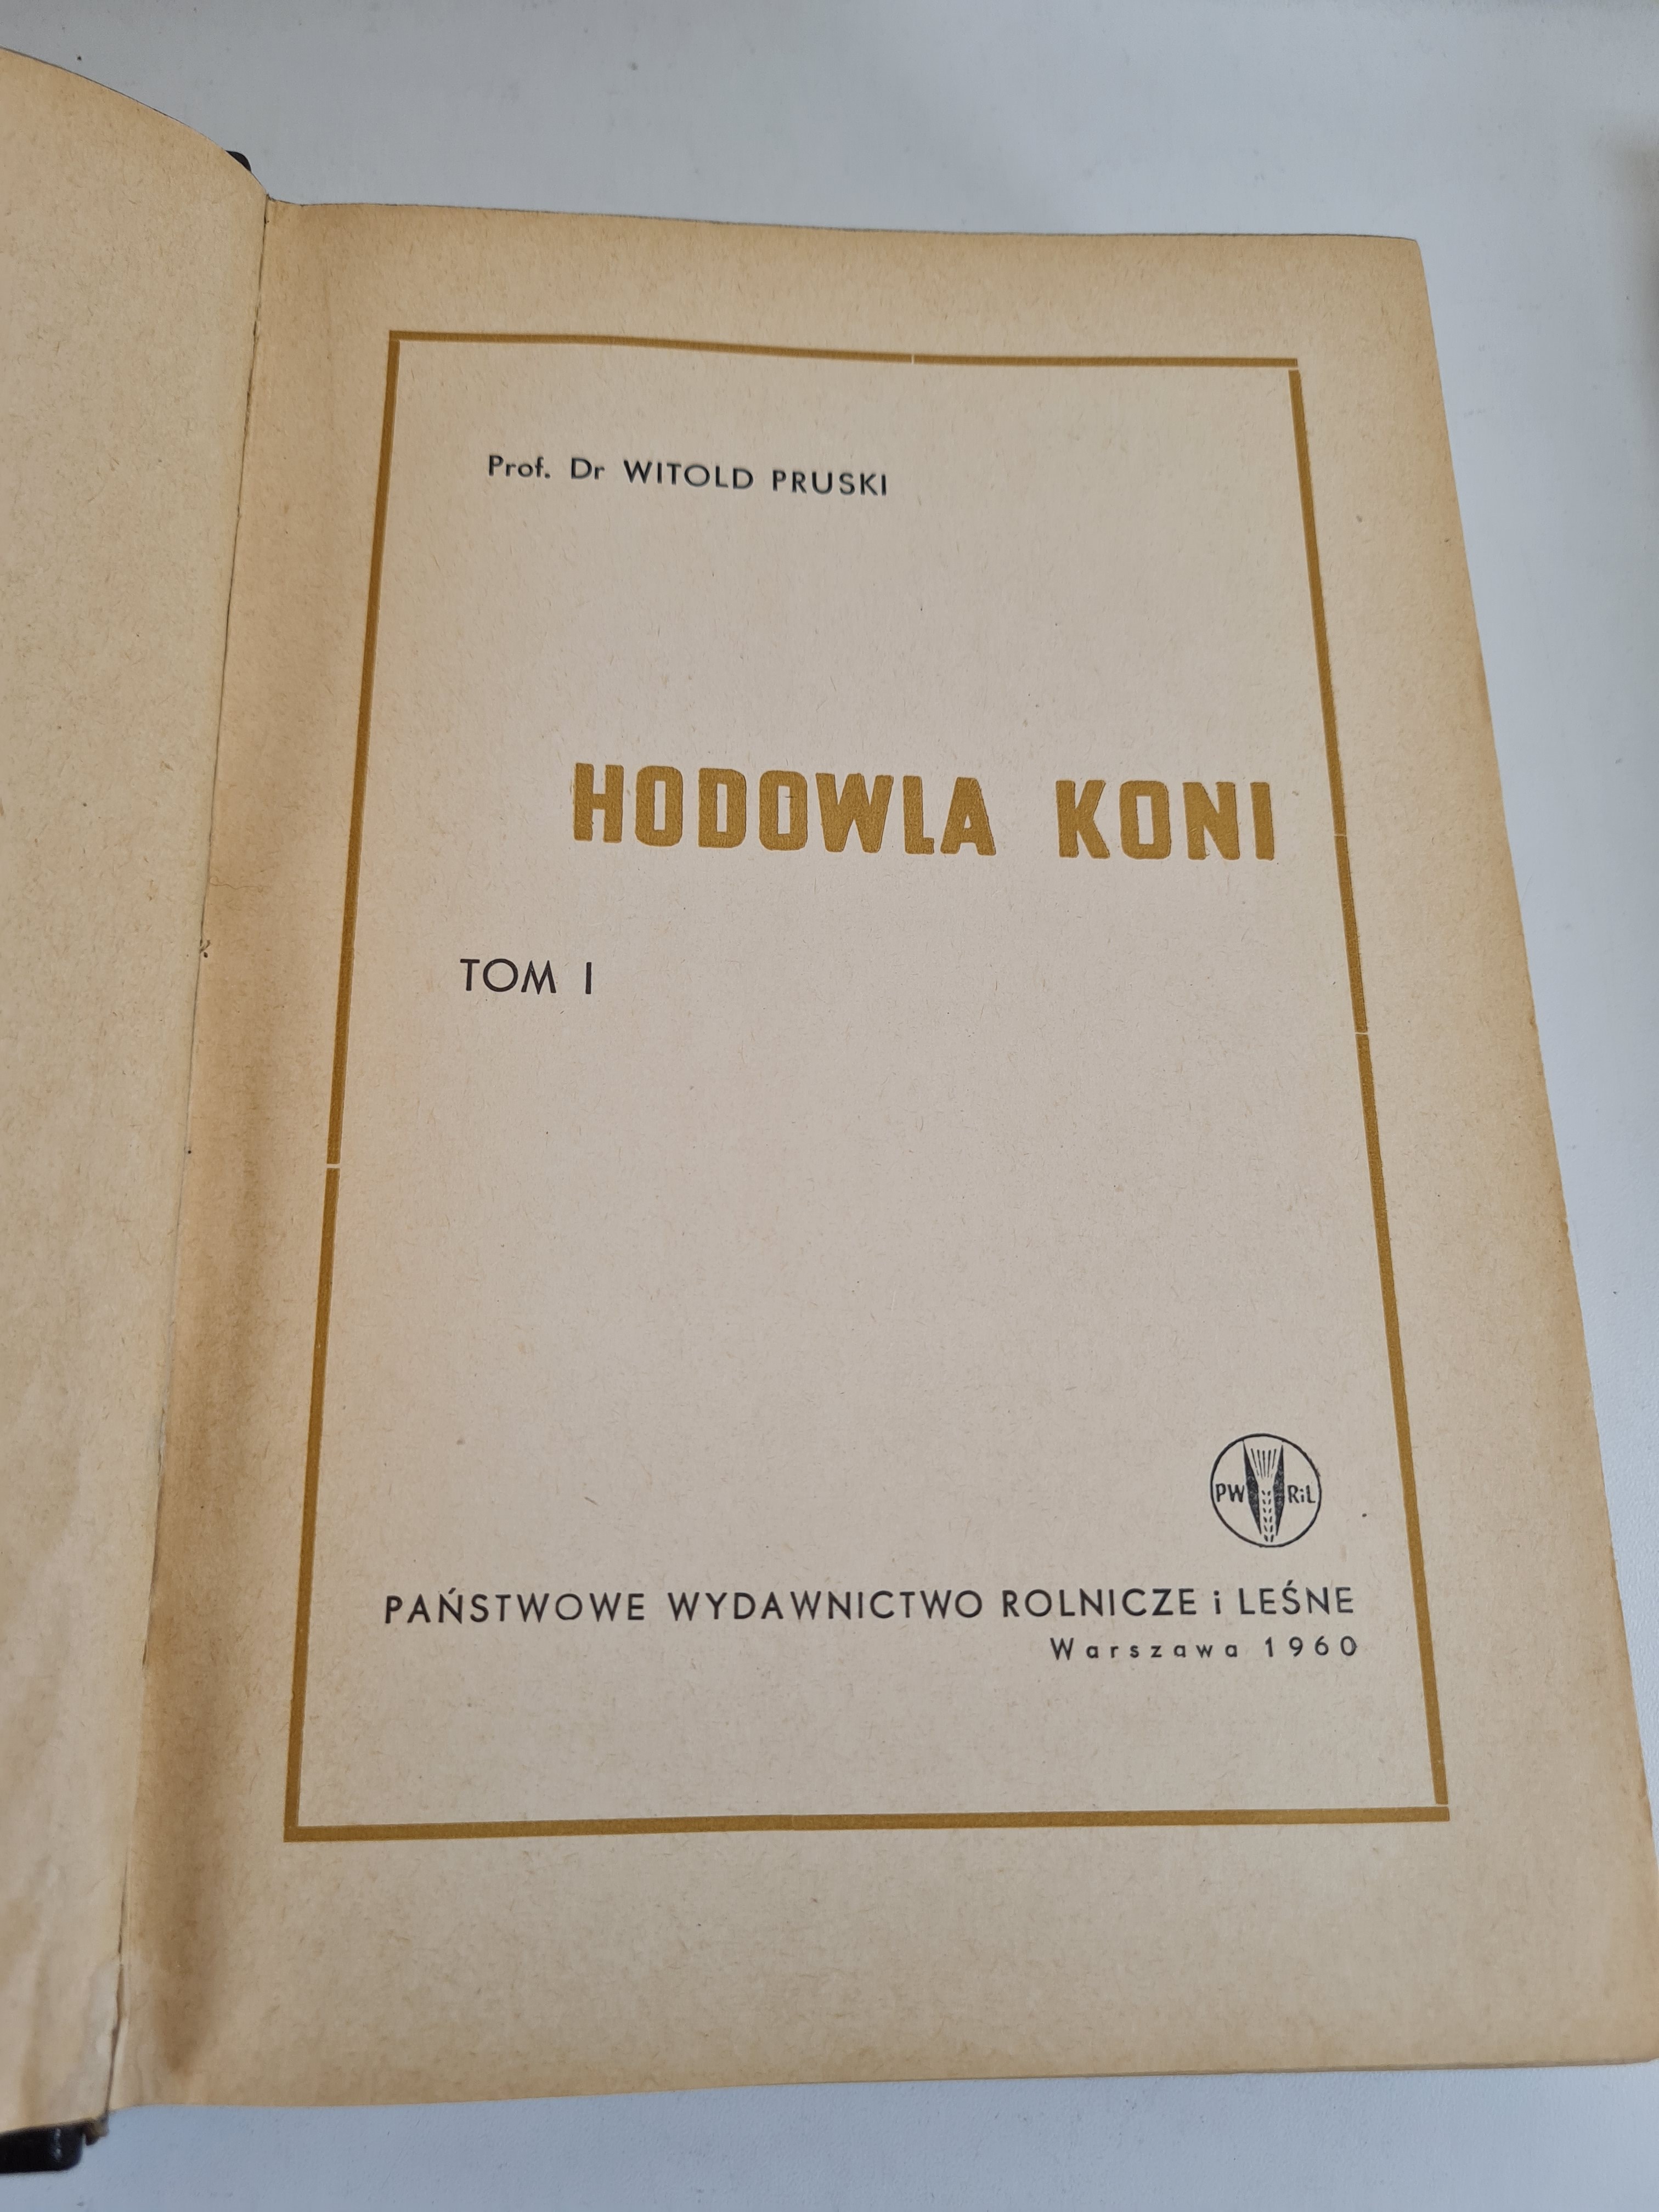 Prof. Dr WITOLD PRUSKI
HODOWLA KONI
TOM I
PW RiL
PAŃSTWOWE WYDAWNICTWO ROLNICZE i LEŚNE
Warszawa 1960